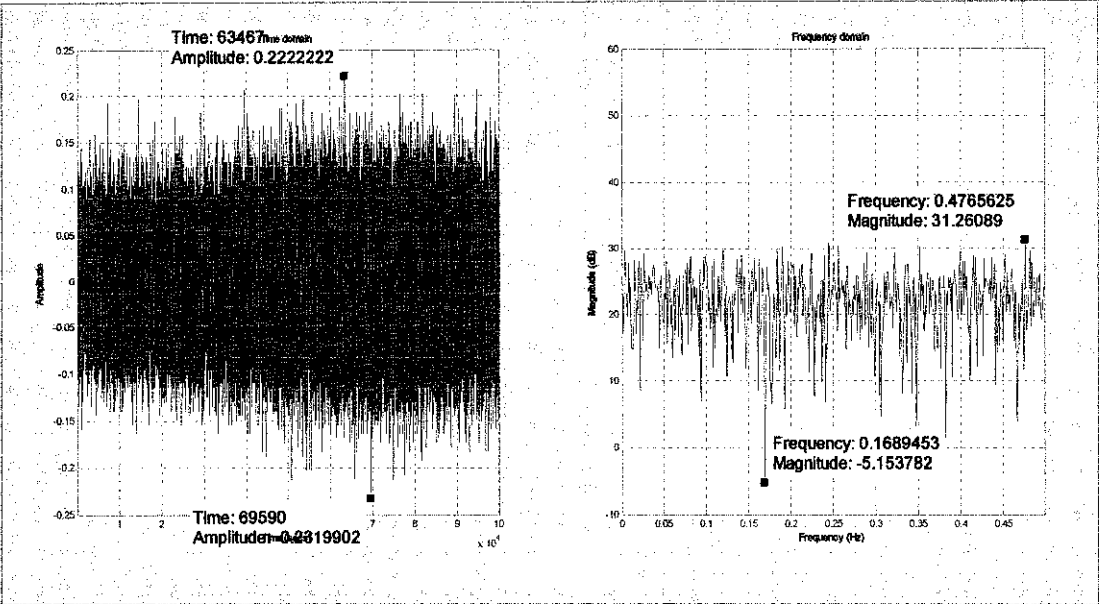 Time: 63467
Time domain
Amplitude: 0.2222222
0.25
0.2
0.15
0.1
0.05
0
-0.05
-0.1
-0.15
-0.2
-0.25
Amplitude
1
2
7
8
9
10
x 10⁴
Time: 69590
Amplitude: -0.2319902
Frequency domain
60
50
40
30
20
10
0
-10
Magnitude (dB)
Frequency: 0.4765625
Magnitude: 31.26089
Frequency: 0.1689453
Magnitude: -5.153782
0
0.05
0.1
0.15
0.2
0.25
0.3
0.35
0.4
0.45
Frequency (Hz)